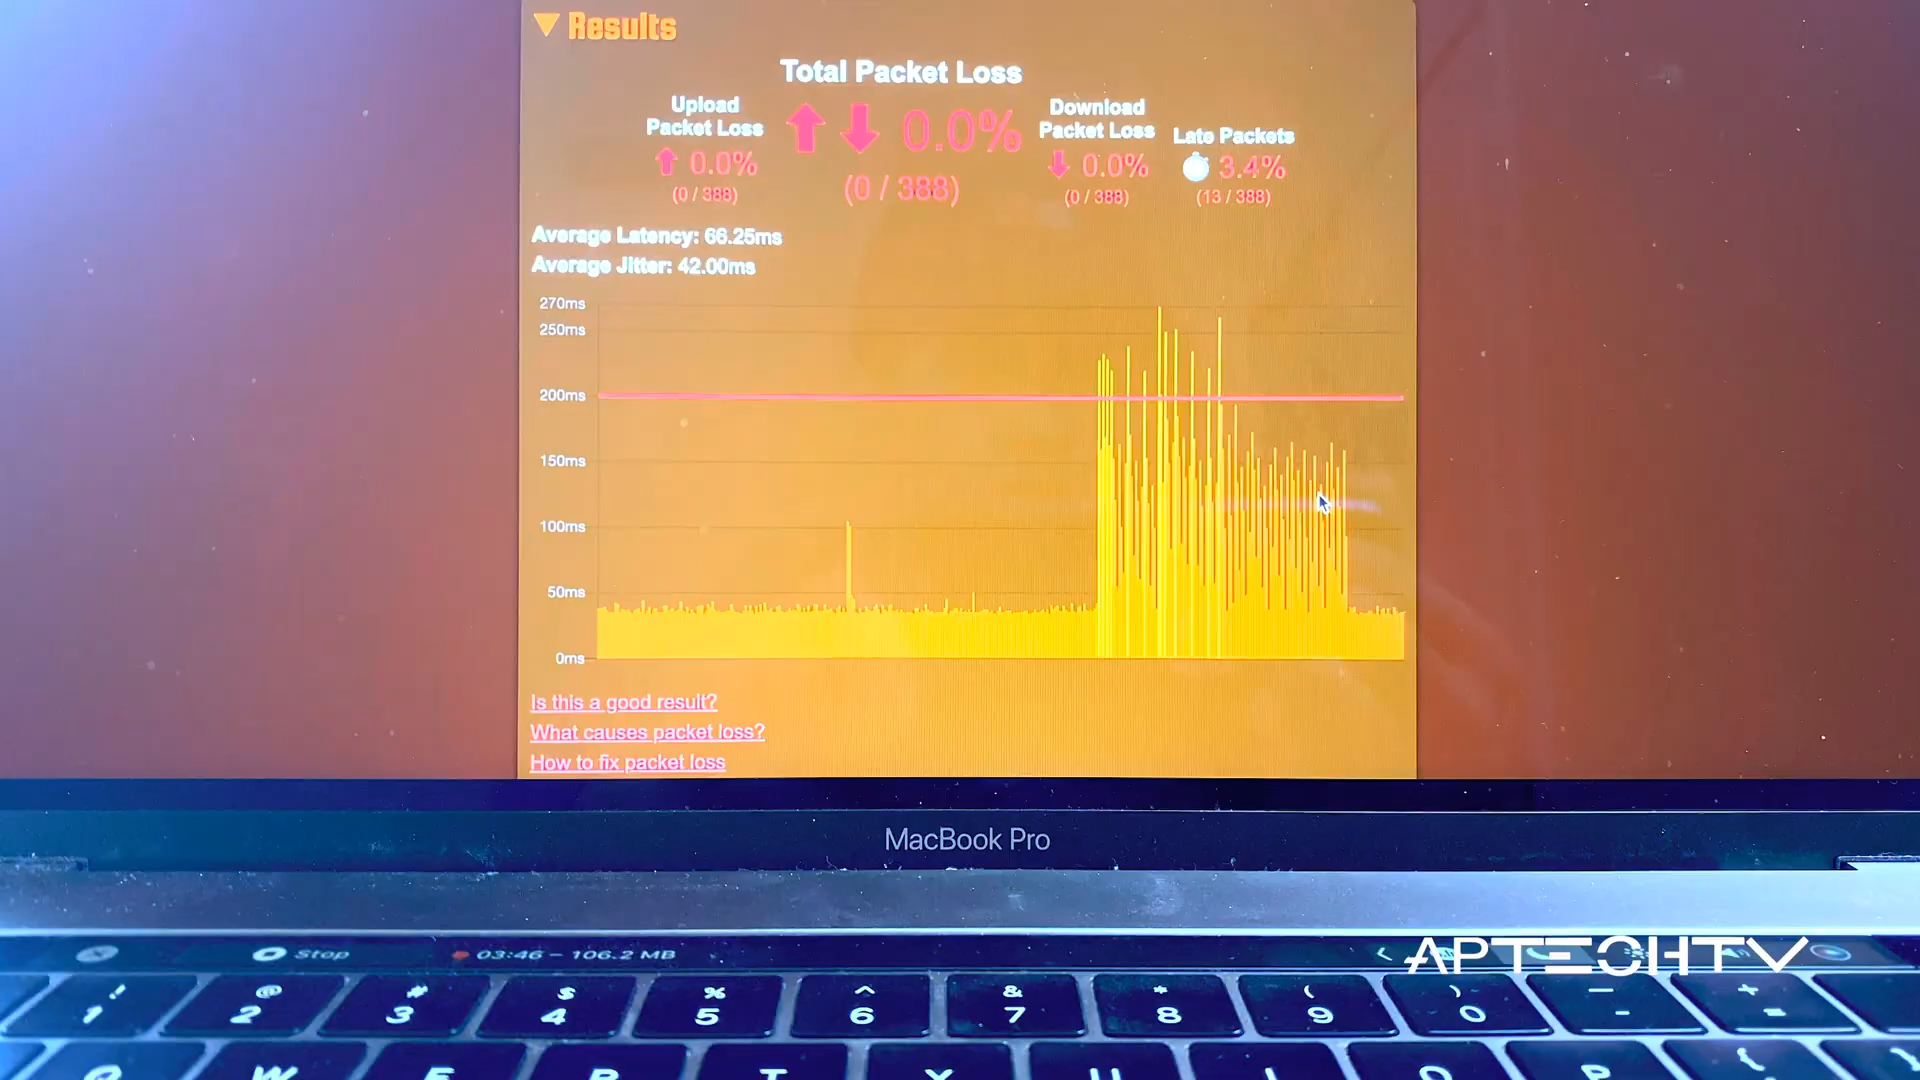 Results
Total Packet Loss
Upload
Packet Loss
0.0%
(0 / 388)
0.0%
(0 / 388)
Download
Packet Loss
0.0%
(0 / 388)
Late Packets
3.4%
(13 / 388)
Average Latency: 66.25ms
Average Jitter: 42.00ms
270ms
250ms
200ms
150ms
100ms
50ms
0ms
Is this a good result?
What causes packet loss?
How to fix packet loss
MacBook Pro
Stop
03:46 – 106.2 MB
APTECHTV
! @ # $ % ^ & * ( ) _ +
1 2 3 4 5 6 7 8 9 0 - =